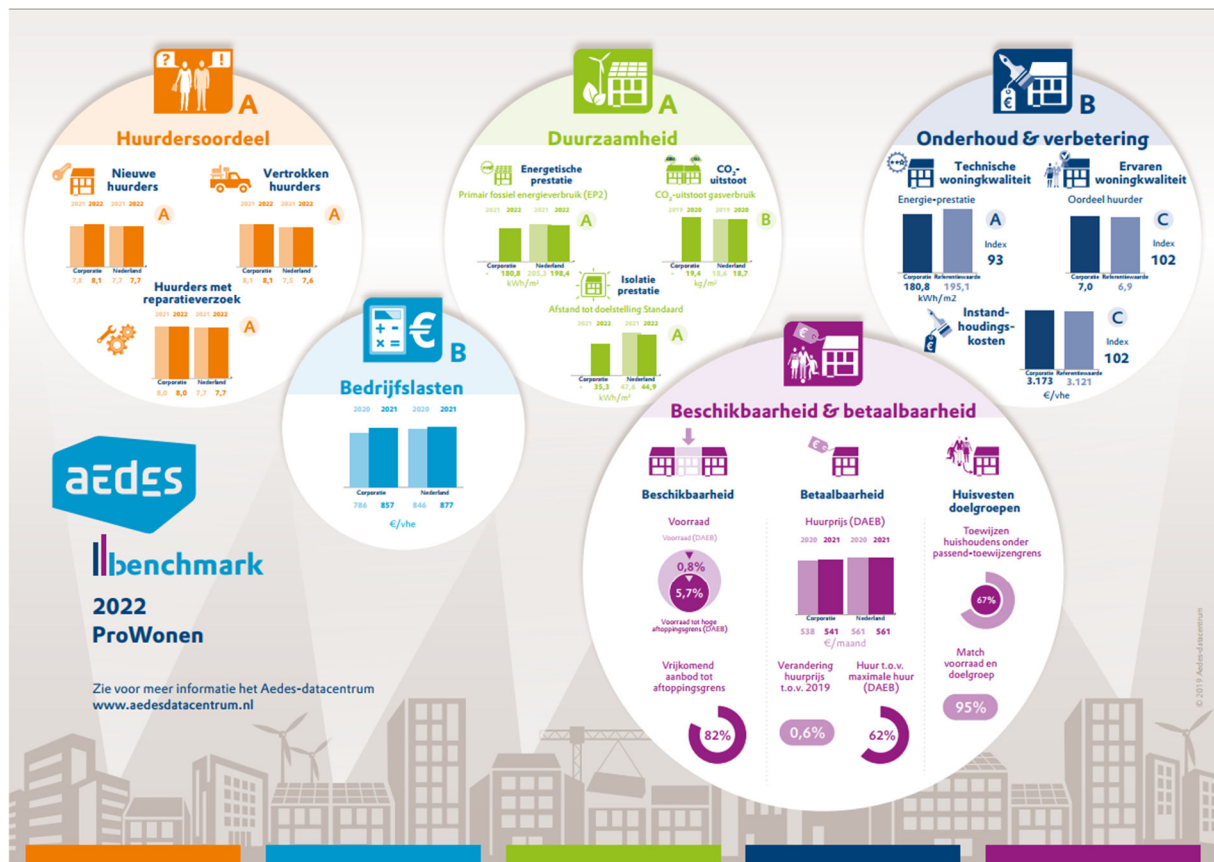 ? !
A
Huurdersoordeel
Nieuwe
huurders
2021 2022 2021 2022
A
Corporatie Nederland
7,8 8,1 7,7 7,7
Vertrokken
huurders
2021 2022 2021 2022
A
Corporatie Nederland
8,1 8,1 7,5 7,6
Huurders met
reparatieverzoek
2021 2022 2021 2022
A
Corporatie Nederland
8,0 8,0 7,7 7,7
€
B
Bedrijfslasten
2020 2021 2020 2021
Corporatie Nederland
786 857 846 877
€/vhe
A
Duurzaamheid
Energetische
prestatie
Primair fossiel energieverbruik (EP2)
2021 2022 2021 2022
A
Corporatie Nederland
- 180,8 205,3 198,4
kWh/m²
CO₂-
uitstoot
CO₂-uitstoot gasverbruik
2019 2020 2019 2020
B
Corporatie Nederland
- 19,4 18,6 18,7
kg/m²
Isolatie
prestatie
Afstand tot doelstelling Standaard
2021 2022 2021 2022
A
Corporatie Nederland
- 35,3 47,6 44,9
kWh/m²
€
B
Onderhoud & verbetering
Technische
woningkwaliteit
Energie-prestatie
A
Index
93
Corporatie Referentiewaarde
180,8 195,1
kWh/m2
Ervaren
woningkwaliteit
Oordeel huurder
C
Index
102
Corporatie Referentiewaarde
7,0 6,9
Instand-
houdings-
kosten
C
Index
102
Corporatie Referentiewaarde
3.173 3.121
€/vhe
€
Beschikbaarheid & betaalbaarheid
Beschikbaarheid
Voorraad
Voorraad (DAEB)
0,8%
5,7%
Voorraad tot hoge
aftoppingsgrens (DAEB)
Vrijkomend
aanbod tot
aftoppingsgrens
82%
€
Betaalbaarheid
Huurprijs (DAEB)
2020 2021 2020 2021
Corporatie Nederland
538 541 561 561
€/maand
Verandering
huurprijs
t.o.v. 2019
0,6%
Huur t.o.v.
maximale huur
(DAEB)
62%
Huisvesten
doelgroepen
Toewijzen
huishoudens onder
passend-toewijzengrens
67%
Match
voorraad en
doelgroep
95%
aedes
benchmark
2022
ProWonen
Zie voor meer informatie het Aedes-datacentrum
www.aedesdatacentrum.nl
© 2019 Aedes-datacentrum